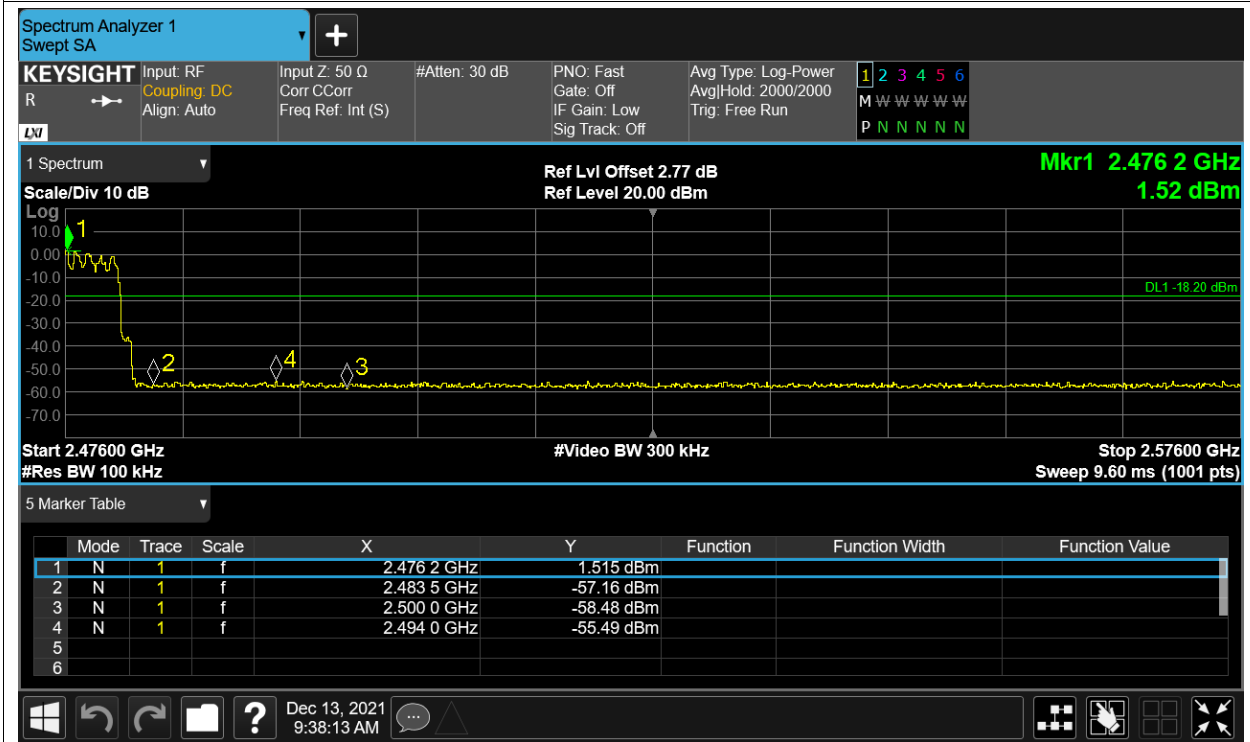 Spectrum Analyzer 1
Swept SA
+
KEYSIGHT Input: RF Input Z: 50 Ω #Atten: 30 dB PNO: Fast Avg Type: Log-Power 1 2 3 4 5 6
R Coupling: DC Corr CCorr Gate: Off Avg|Hold: 2000/2000 M W W W W W
Align: Auto Freq Ref: Int (S) IF Gain: Low Trig: Free Run
LXI Sig Track: Off P N N N N N
1 Spectrum Ref Lvl Offset 2.77 dB Mkr1 2.476 2 GHz
Scale/Div 10 dB Ref Level 20.00 dBm 1.52 dBm
Log
1
10.0
0.00
-10.0
DL1 -18.20 dBm
-20.0
-30.0
-40.0
2 4 3
-50.0
-60.0
-70.0
Start 2.47600 GHz #Video BW 300 kHz Stop 2.57600 GHz
#Res BW 100 kHz Sweep 9.60 ms (1001 pts)
5 Marker Table
Mode Trace Scale X Y Function Function Width Function Value
1 N 1 f 2.476 2 GHz 1.515 dBm
2 N 1 f 2.483 5 GHz -57.16 dBm
3 N 1 f 2.500 0 GHz -58.48 dBm
4 N 1 f 2.494 0 GHz -55.49 dBm
5
6
? Dec 13, 2021
9:38:13 AM